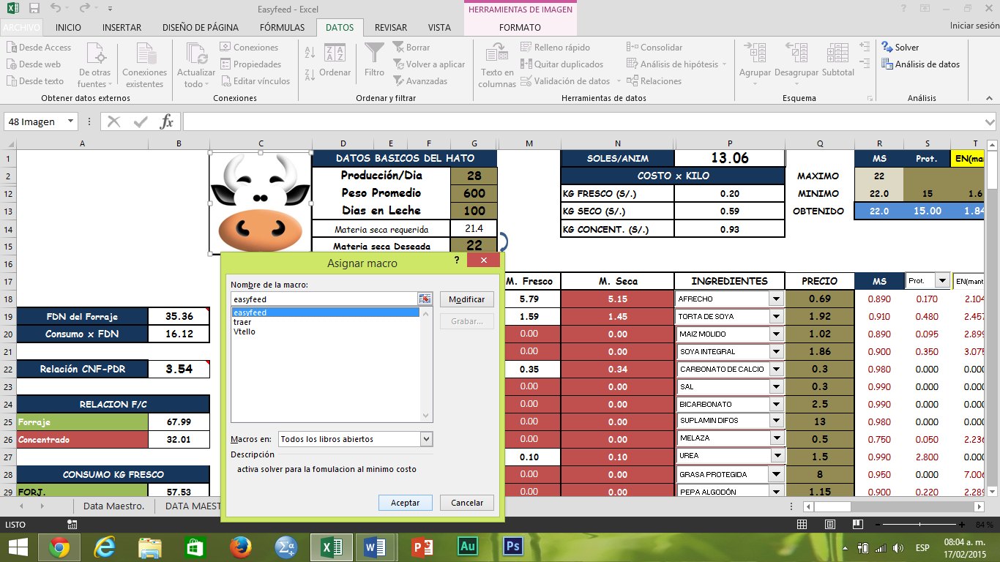 Easyfeed - Excel
HERRAMIENTAS DE IMAGEN
?
ARCHIVO INICIO INSERTAR DISEÑO DE PÁGINA FÓRMULAS DATOS REVISAR VISTA FORMATO Iniciar sesión
Desde Access
Desde web
Desde texto
De otras fuentes
Conexiones existentes
Obtener datos externos
Actualizar todo
Conexiones
Propiedades
Editar vínculos
Conexiones
Ordenar
Filtro
Borrar
Volver a aplicar
Avanzadas
Ordenar y filtrar
Texto en columnas
Relleno rápido
Quitar duplicados
Validación de datos
Consolidar
Análisis de hipótesis
Relaciones
Herramientas de datos
Agrupar
Desagrupar
Subtotal
Esquema
Solver
Análisis de datos
Análisis
48 Imagen
fx
A B C D E F G M N P Q R S T
1 DATOS BASICOS DEL HATO SOLES/ANIM 13.06 MS Prot. EN(mar
2 Producción/Dia 28 COSTO x KILO MAXIMO 22
12 Peso Promedio 600 KG FRESCO (S/.) 0.20 MINIMO 22.0 15 1.6
13 Dias en Leche 100 KG SECO (S/.) 0.59 OBTENIDO 22.0 15.00 1.84
14 Materia seca requerida 21.4 KG CONCENT. (S/.) 0.93
15 Materia seca Deseada 22
16
17 M. Fresco M. Seca INGREDIENTES PRECIO MS Prot. EN(mant
18 5.79 5.15 AFRECHO 0.69 0.890 0.170 2.104
19 FDN del Forraje 35.36 1.59 1.45 TORTA DE SOYA 1.92 0.910 0.480 2.457
20 Consumo x FDN 16.12 0.00 0.00 MAIZ MOLIDO 1.02 0.890 0.095 2.899
21 0.00 0.00 SOYA INTEGRAL 1.86 0.900 0.350 3.075
22 Relación CNF-PDR 3.54 0.35 0.34 CARBONATO DE CALCIO 0.3 0.980 0.000 0.000
23 0.00 0.00 SAL 0.3 0.990 0.000 0.000
24 RELACION F/C 0.00 0.00 BICARBONATO 2.5 0.990 0.000 0.000
25 Forraje 67.99 0.00 0.00 SUPLAMIN DIFOS 13 0.980 0.000 0.000
26 Concentrado 32.01 0.00 0.00 MELAZA 0.5 0.750 0.050 2.236
27 0.10 0.10 UREA 1.5 0.990 2.800 0.000
28 CONSUMO KG FRESCO 0.00 0.00 GRASA PROTEGIDA 8 0.950 0.000 7.006
29 FORJ. 57.53 0.00 0.00 PEPA ALGODÓN 1.15 0.900 0.220 2.289
Asignar macro
?
Nombre de la macro:
easyfeed
easyfeed
traer
Vtello
Modificar
Grabar...
Macros en: Todos los libros abiertos
Descripción
activa solver para la fomulacion al minimo costo
Aceptar Cancelar
Data Maestro. DATA MAEST
LISTO
84 %
Au Ps
ESP
08:04 a. m.
17/02/2015